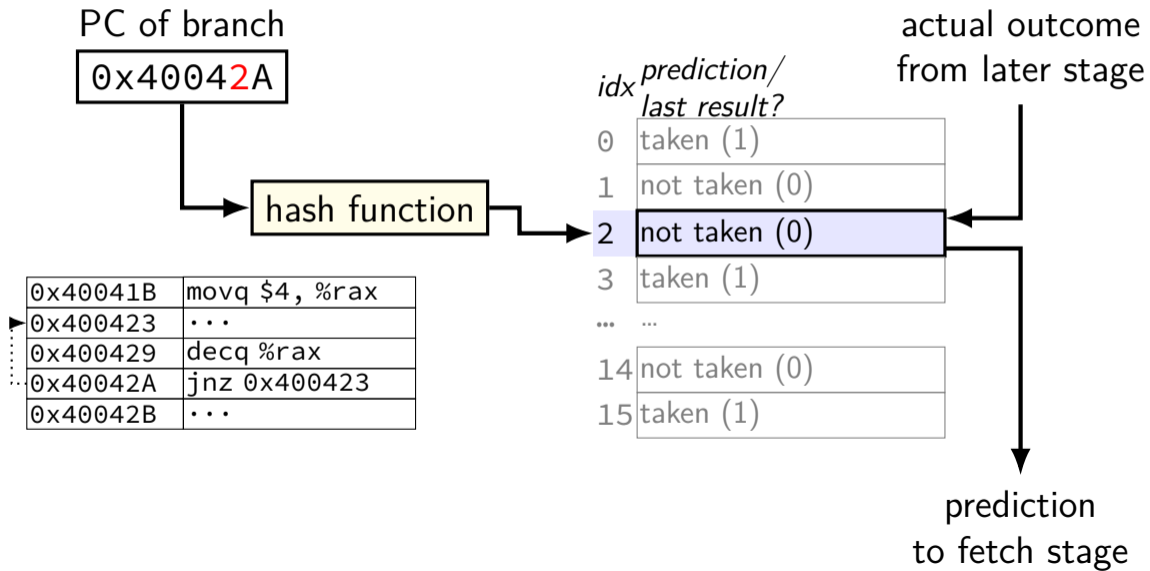 PC of branch
0x40042A
hash function
0x40041B movq $4, %rax
0x400423 ...
0x400429 decq %rax
0x40042A jnz 0x400423
0x40042B ...
idx prediction/
last result?
0 taken (1)
1 not taken (0)
2 not taken (0)
3 taken (1)
... ...
14 not taken (0)
15 taken (1)
actual outcome
from later stage
prediction
to fetch stage